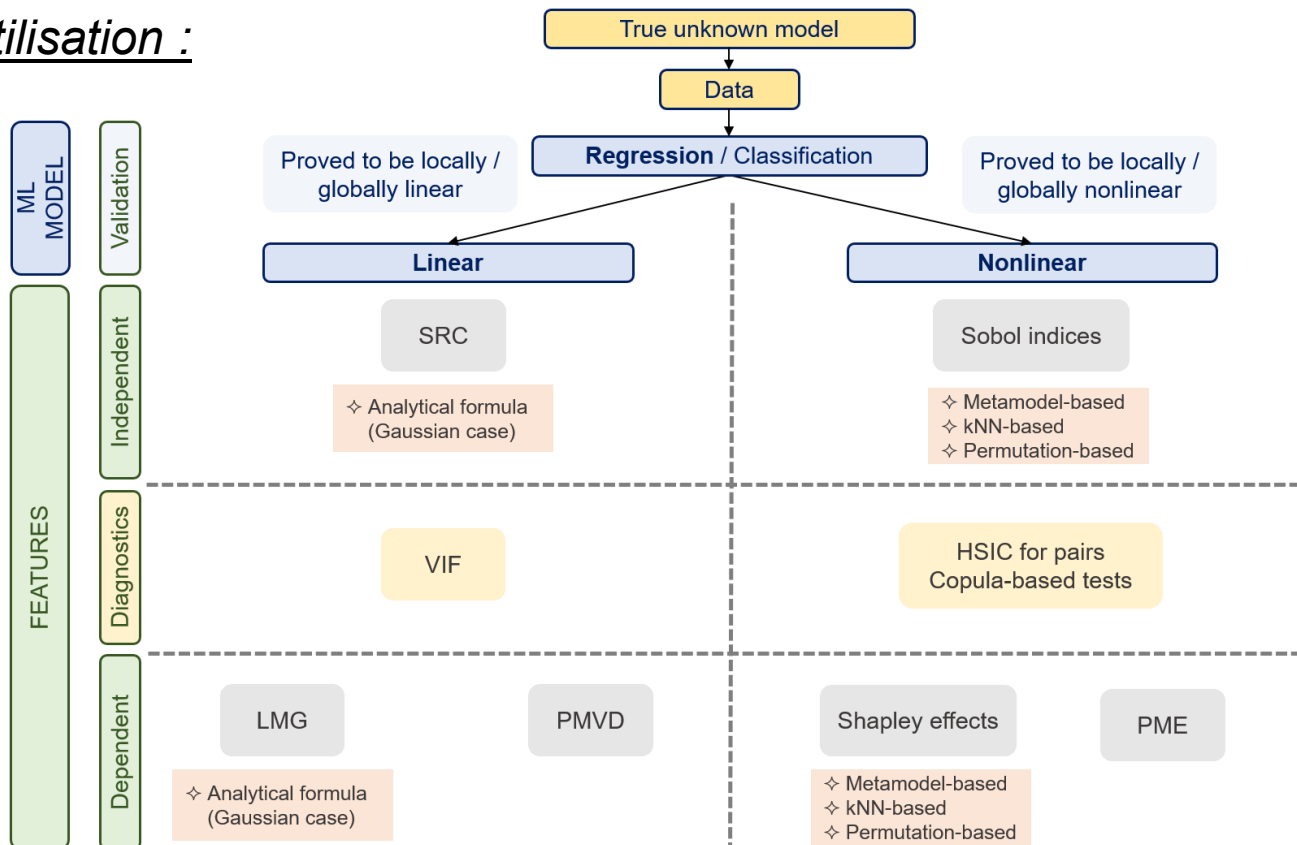 tilisation :
True unknown model
Data
Regression / Classification
Proved to be locally /
globally linear
Proved to be locally /
globally nonlinear
ML
MODEL
Validation
Linear
Nonlinear
FEATURES
Independent
SRC
✧ Analytical formula
(Gaussian case)
Sobol indices
✧ Metamodel-based
✧ kNN-based
✧ Permutation-based
Diagnostics
VIF
HSIC for pairs
Copula-based tests
Dependent
LMG
✧ Analytical formula
(Gaussian case)
PMVD
Shapley effects
✧ Metamodel-based
✧ kNN-based
✧ Permutation-based
PME